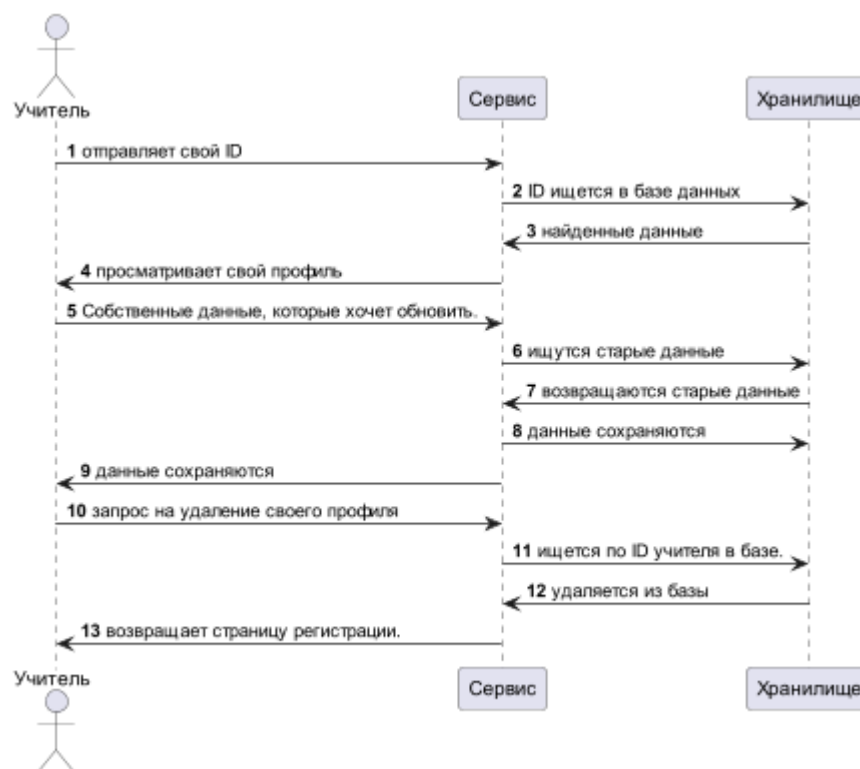 Учитель
Сервис
Хранилище
1 отправляет свой ID
2 ID ищется в базе данных
3 найденные данные
4 просматривает свой профиль
5 Собственные данные, которые хочет обновить.
6 ищутся старые данные
7 возвращаются старые данные
8 данные сохраняются
9 данные сохраняются
10 запрос на удаление своего профиля
11 ищется по ID учителя в базе.
12 удаляется из базы
13 возвращает страницу регистрации.
Учитель
Сервис
Хранилище